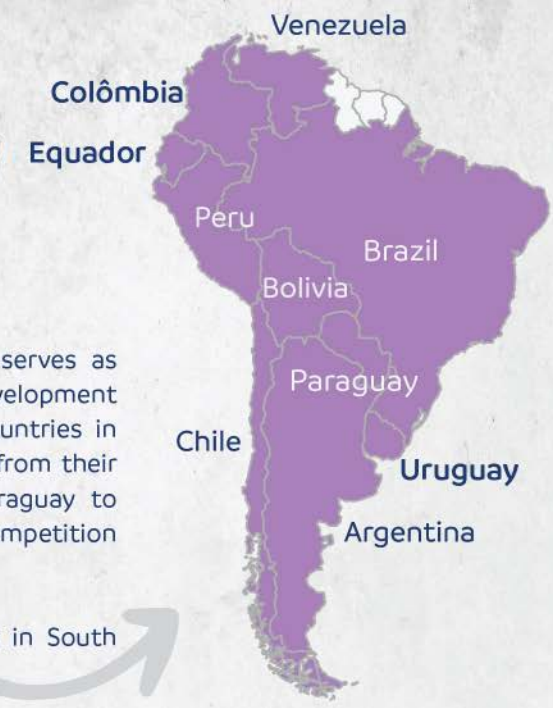 Venezuela
Colômbia
Equador
Peru
Brazil
Bolivia
Paraguay
Chile
Uruguay
Argentina
serves as
velopment
untries in
from their
raguay to
ompetition
in South